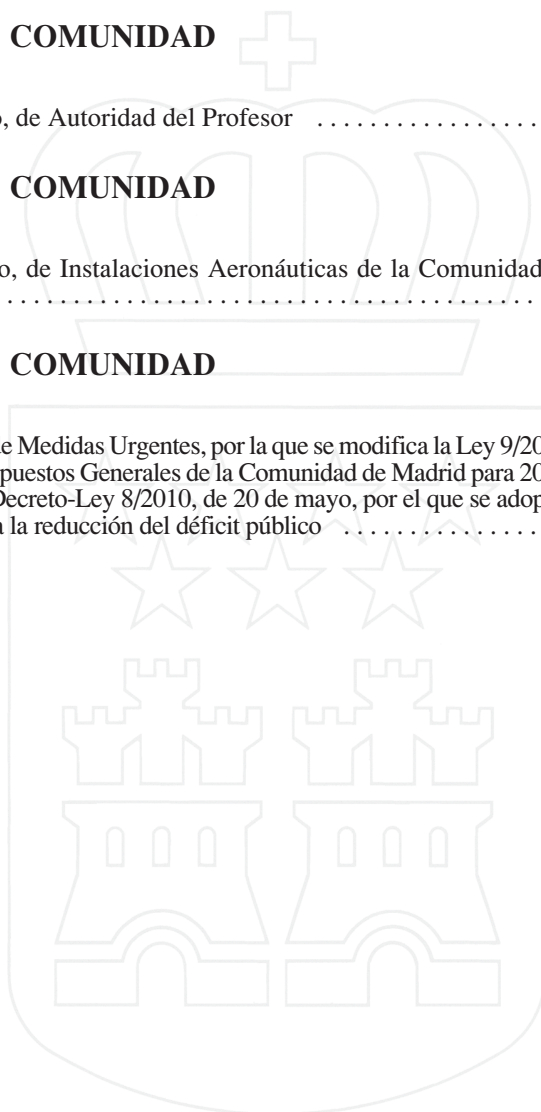 COMUNIDAD
o, de Autoridad del Profesor . . . . . . . . . . . . . . . . .
COMUNIDAD
o, de Instalaciones Aeronáuticas de la Comunidad
. . . . . . . . . . . . . . . . . . . . . . . . . . . . . . . . . . . . . . . .
COMUNIDAD
de Medidas Urgentes, por la que se modifica la Ley 9/20
puestos Generales de la Comunidad de Madrid para 20
Decreto-Ley 8/2010, de 20 de mayo, por el que se adop
a la reducción del déficit público . . . . . . . . . . . . . . .